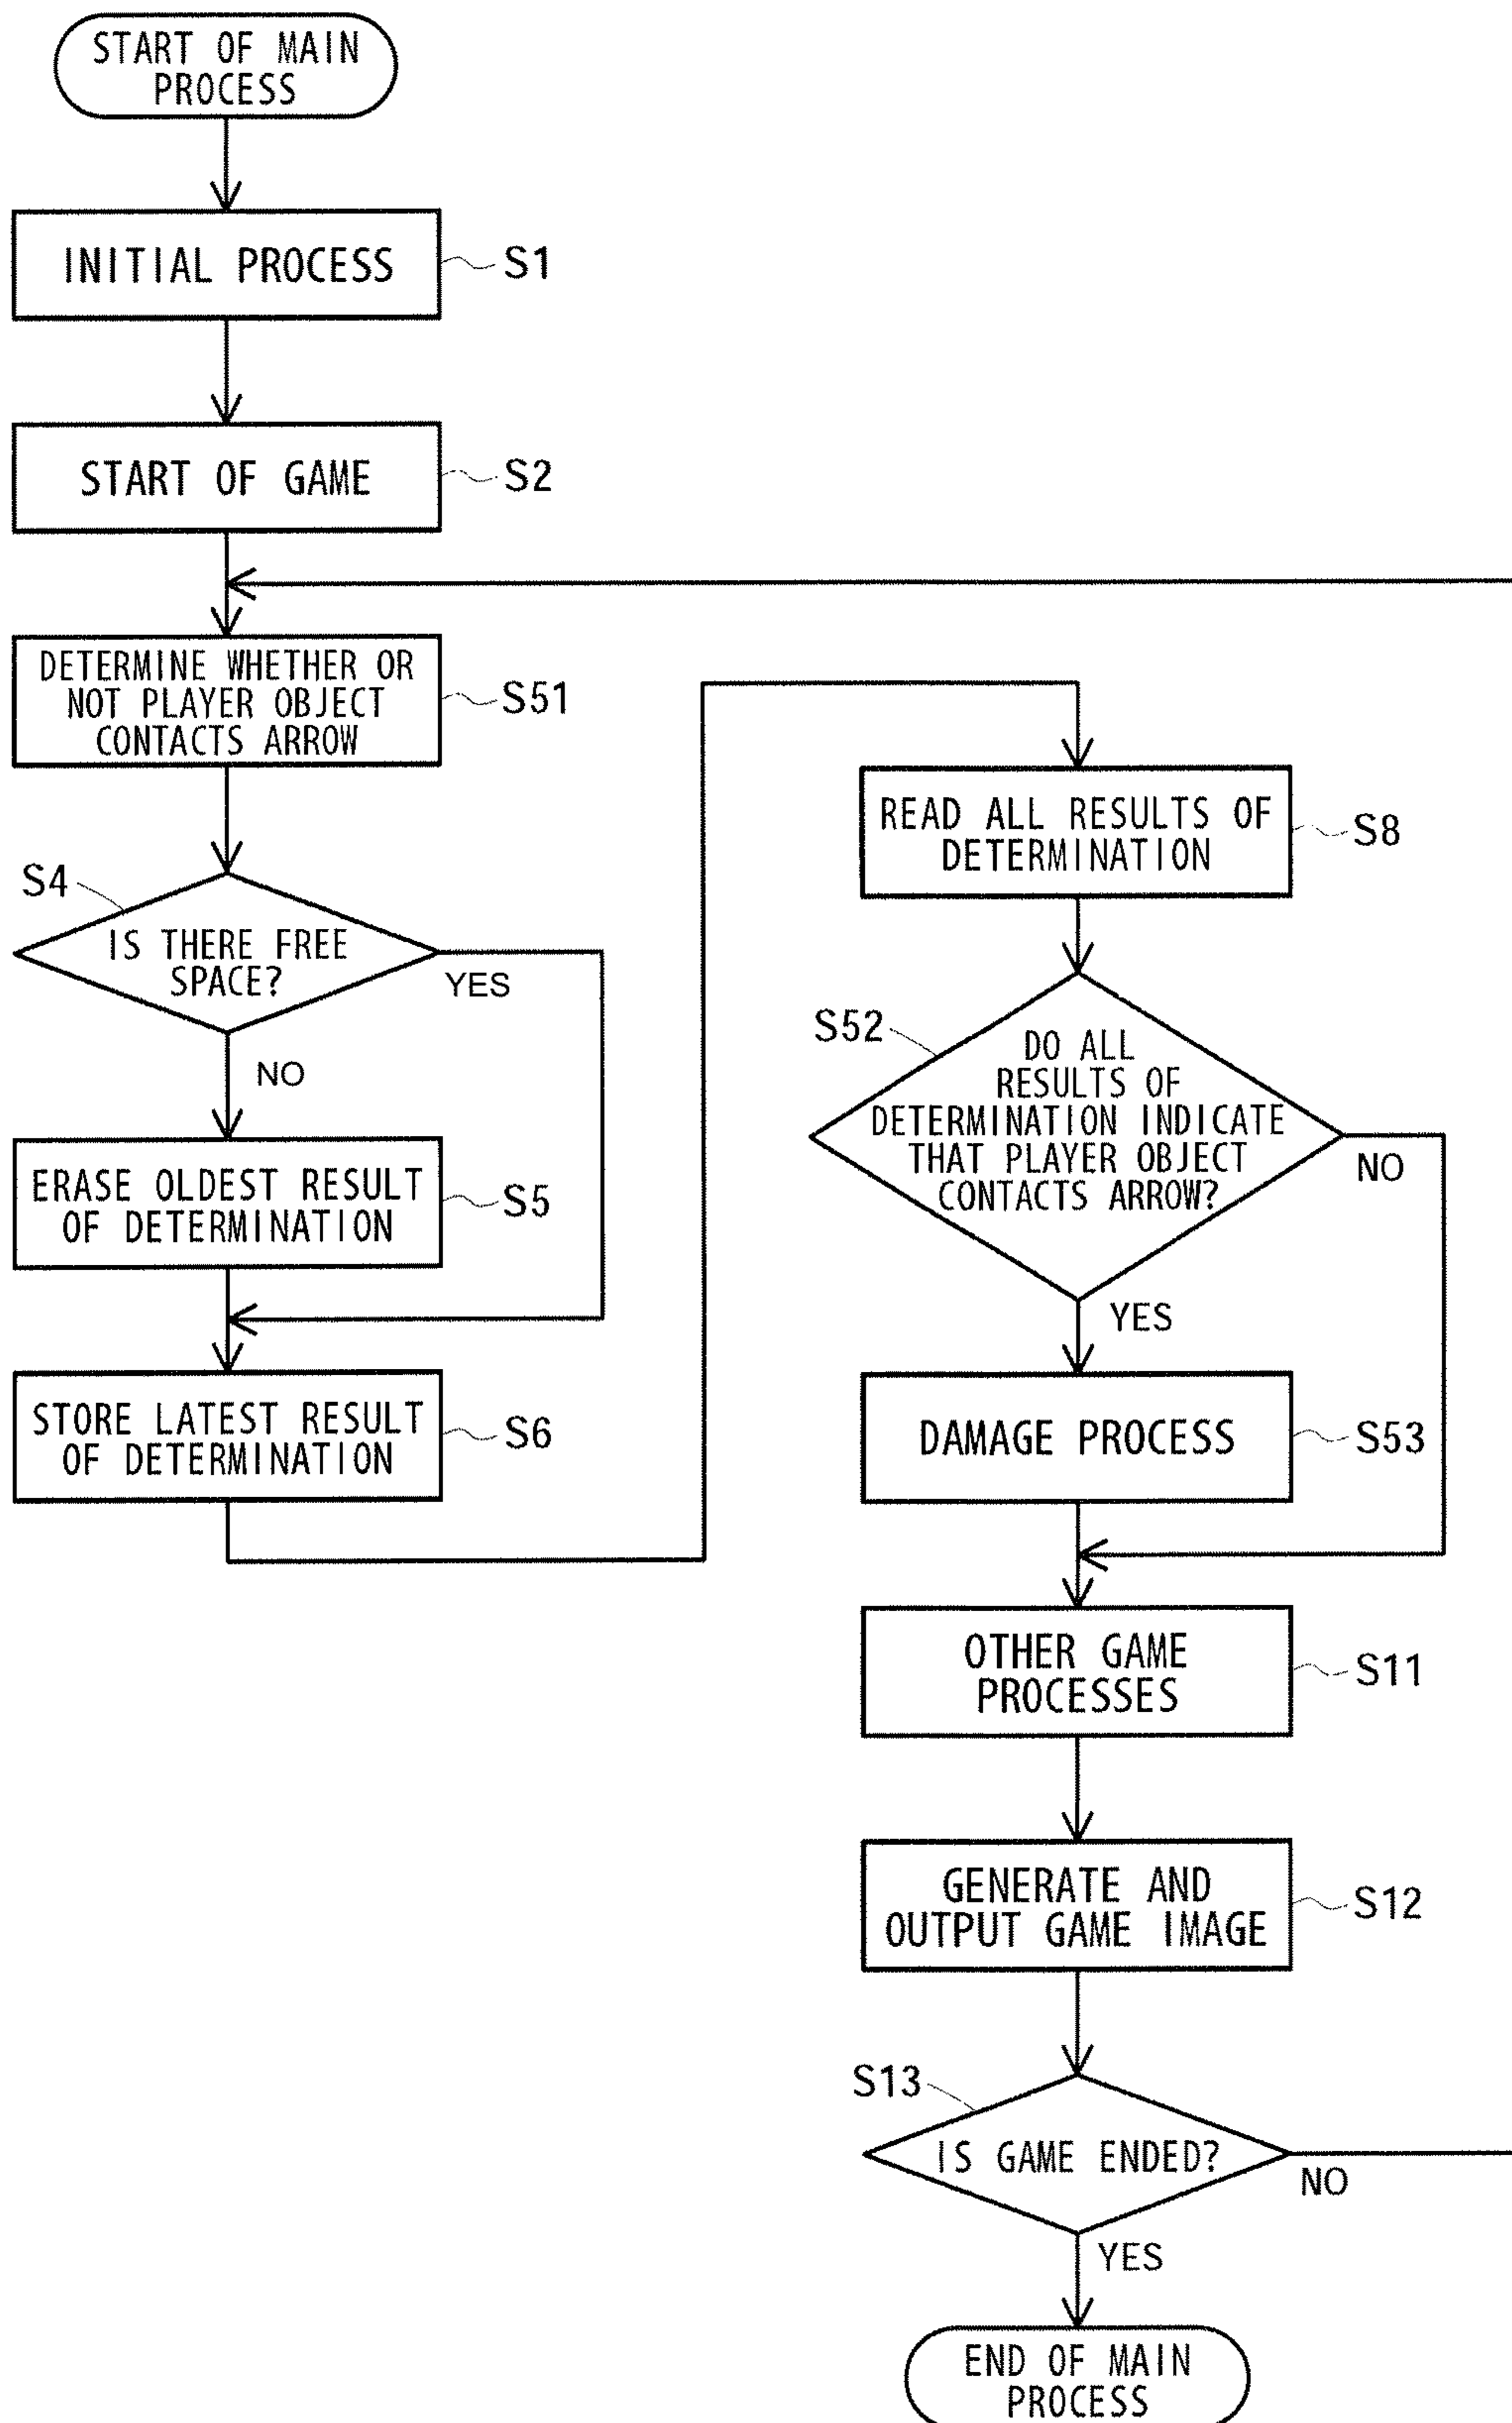 START OF MAIN
PROCESS
INITIAL PROCESS
S1
START OF GAME
S2
DETERMINE WHETHER OR
NOT PLAYER OBJECT
CONTACTS ARROW
S51
S4
IS THERE FREE
SPACE?
YES
NO
ERASE OLDEST RESULT
OF DETERMINATION
S5
STORE LATEST RESULT
OF DETERMINATION
S6
READ ALL RESULTS OF
DETERMINATION
S8
S52
DO ALL
RESULTS OF
DETERMINATION INDICATE
THAT PLAYER OBJECT
CONTACTS ARROW?
NO
YES
DAMAGE PROCESS
S53
OTHER GAME
PROCESSES
S11
GENERATE AND
OUTPUT GAME IMAGE
S12
S13
IS GAME ENDED?
NO
YES
END OF MAIN
PROCESS